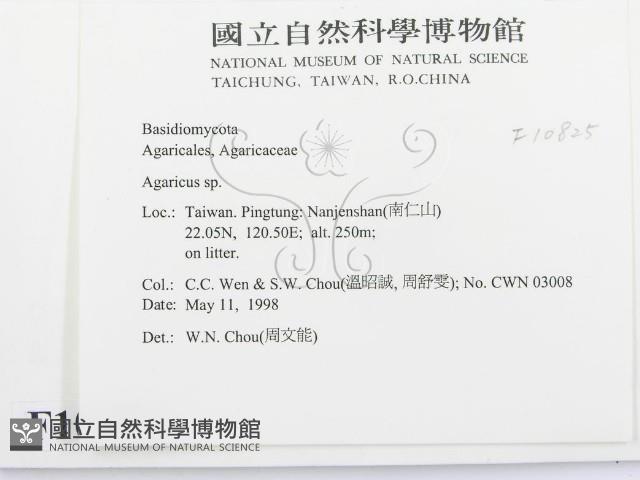 國立自然科學博物館
NATIONAL MUSEUM OF NATURAL SCIENCE
TAICHUNG, TAIWAN, R.O.CHINA
F10825
Basidiomycota
Agaricales, Agaricaceae
Agaricus sp.
Loc.: Taiwan. Pingtung: Nanjenshan(南仁山)
22.05N, 120.50E; alt. 250m;
on litter.
Col.: C.C. Wen & S.W. Chou(溫昭誠, 周舒雯); No. CWN 03008
Date: May 11, 1998
Det.: W.N. Chou(周文能)
國立自然科學博物館
NATIONAL MUSEUM OF NATURAL SCIENCE